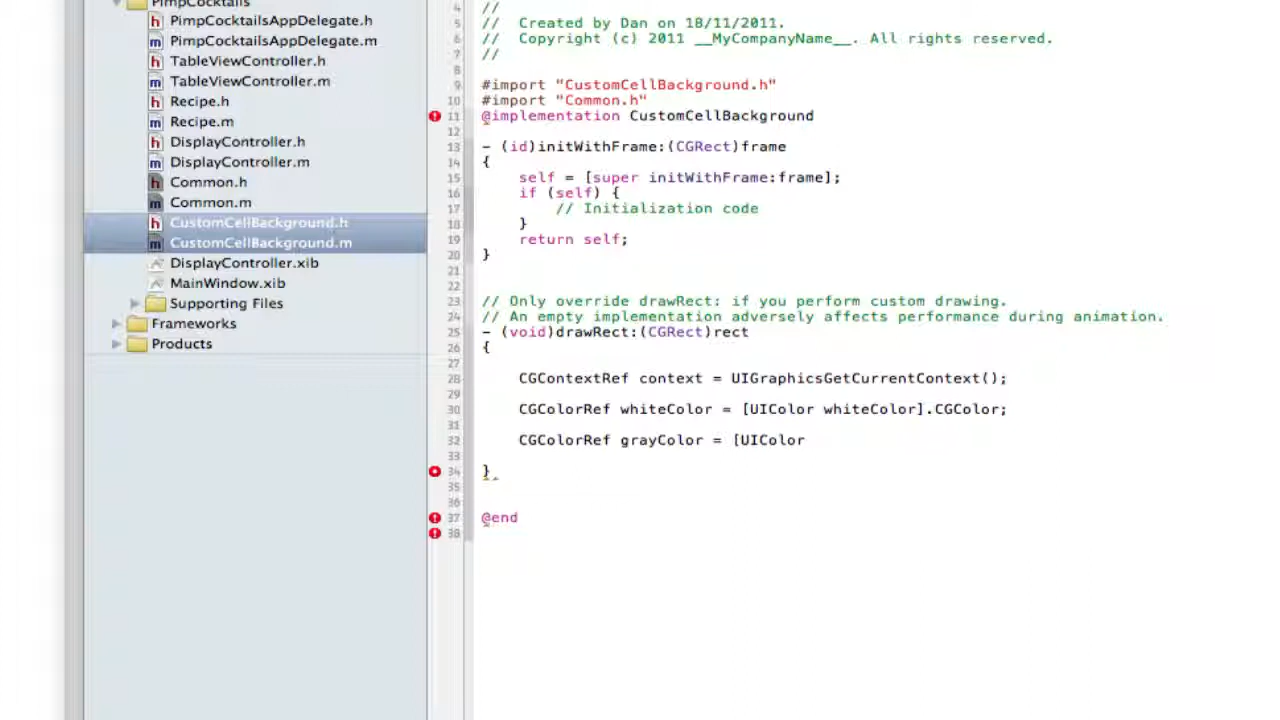 PimpCocktails
PimpCocktailsAppDelegate.h
PimpCocktailsAppDelegate.m
TableViewController.h
TableViewController.m
Recipe.h
Recipe.m
DisplayController.h
DisplayController.m
Common.h
Common.m
CustomCellBackground.h
CustomCellBackground.m
DisplayController.xib
MainWindow.xib
Supporting Files
Frameworks
Products
4 //
5 // Created by Dan on 18/11/2011.
6 // Copyright (c) 2011 __MyCompanyName__. All rights reserved.
7 //
8
9 #import "CustomCellBackground.h"
10 #import "Common.h"
11 @implementation CustomCellBackground
12
13 - (id)initWithFrame:(CGRect)frame
14 {
15 self = [super initWithFrame:frame];
16 if (self) {
17 // Initialization code
18 }
19 return self;
20 }
21
22
23 // Only override drawRect: if you perform custom drawing.
24 // An empty implementation adversely affects performance during animation.
25 - (void)drawRect:(CGRect)rect
26 {
27
28 CGContextRef context = UIGraphicsGetCurrentContext();
29
30 CGColorRef whiteColor = [UIColor whiteColor].CGColor;
31
32 CGColorRef grayColor = [UIColor
33
34 }
35
36
37 @end
38